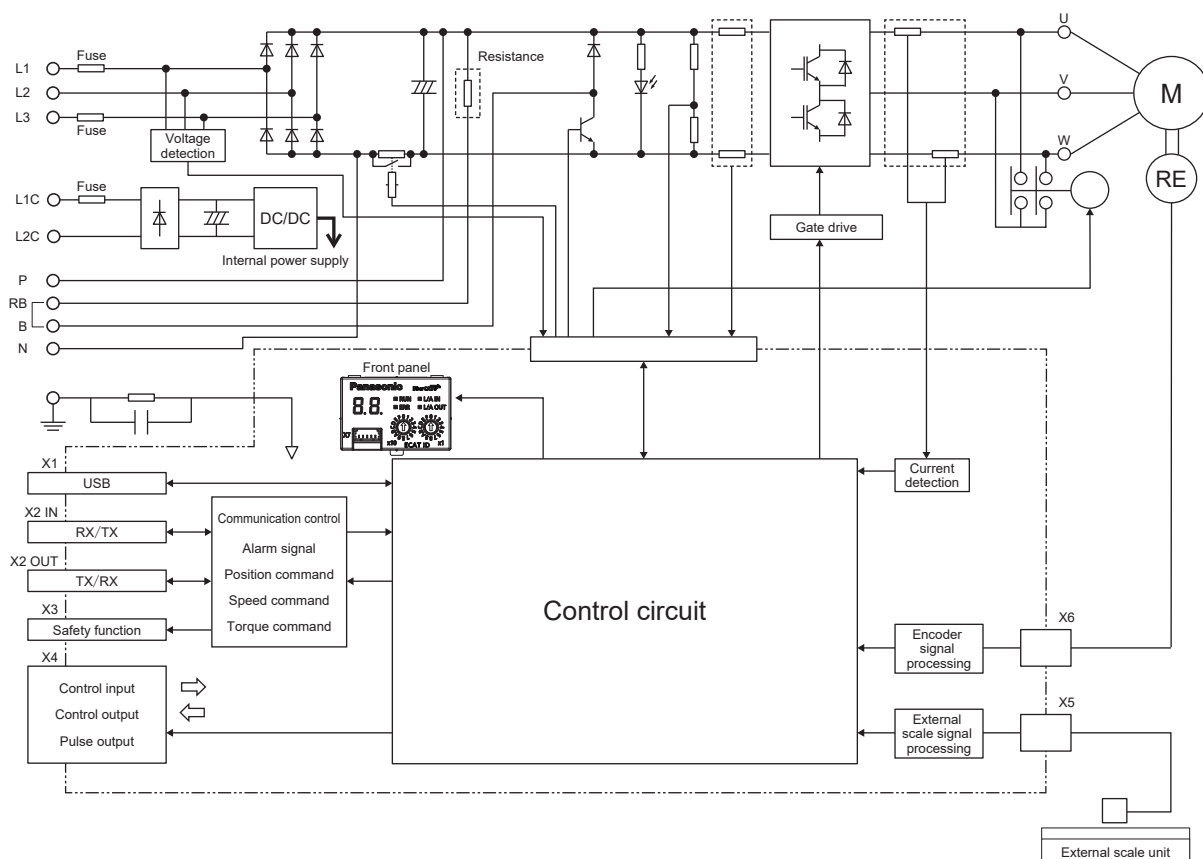 U
Fuse
Resistance
L1
L2
V
M
L3
Fuse
Voltage
detection
W
Fuse
L1C
RE
DC/DC
L2C
Gate drive
Internal power supply
P
RB
B
N
Front panel
Panasonic
8.8.
RUN
L/A IN
ERR
L/A OUT
X7
x10
x1
ECAT ID
X1
USB
Current
detection
X2 IN
RX/TX
Communication control
Alarm signal
X2 OUT
TX/RX
Position command
Speed command
Torque command
X3
Safety function
Control circuit
X6
Encoder
signal
processing
X4
Control input
Control output
Pulse output
X5
External
scale signal
processing
External scale unit